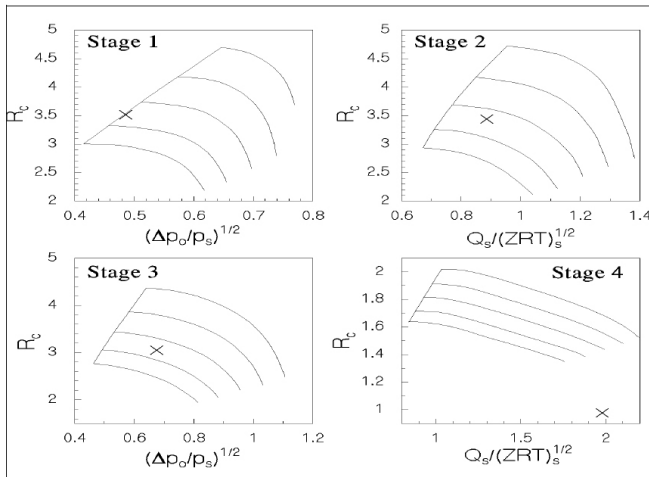 Stage 1
R_c
5
4.5
4
3.5
3
2.5
2
0.4 0.5 0.6 0.7 0.8
(Δp_o/p_s)^1/2
Stage 2
R_c
5
4.5
4
3.5
3
2.5
2
0.6 0.8 1 1.2 1.4
Q_s/(ZRT)_s^1/2
Stage 3
R_c
5
4
3
2
0.4 0.6 0.8 1 1.2
(Δp_o/p_s)^1/2
Stage 4
R_c
2
1.8
1.6
1.4
1.2
1
1 1.5 2
Q_s/(ZRT)_s^1/2